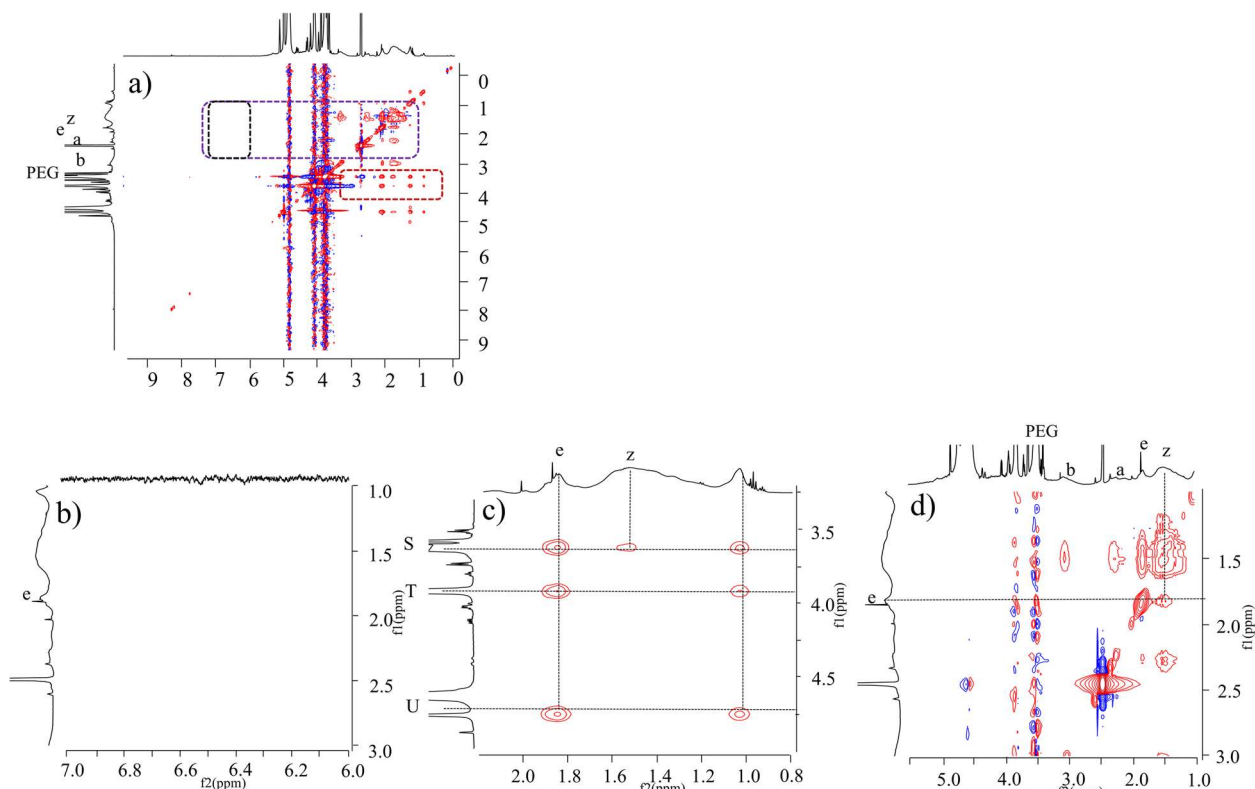 a)
0
1
2
3
4
5
6
7
8
9
e
z
a
b
PEG
9 8 7 6 5 4 3 2 1 0
b)
e
1.0
1.5
2.0
2.5
3.0
f1(ppm)
7.0 6.8 6.6 6.4 6.2 6.0
f2(ppm)
c)
e z
S
T
U
3.5
4.0
4.5
f1(ppm)
2.0 1.8 1.6 1.4 1.2 1.0 0.8
f2(ppm)
PEG
d)
b a e z
e
1.5
2.0
2.5
3.0
f1(ppm)
5.0 4.0 3.0 2.0 1.0